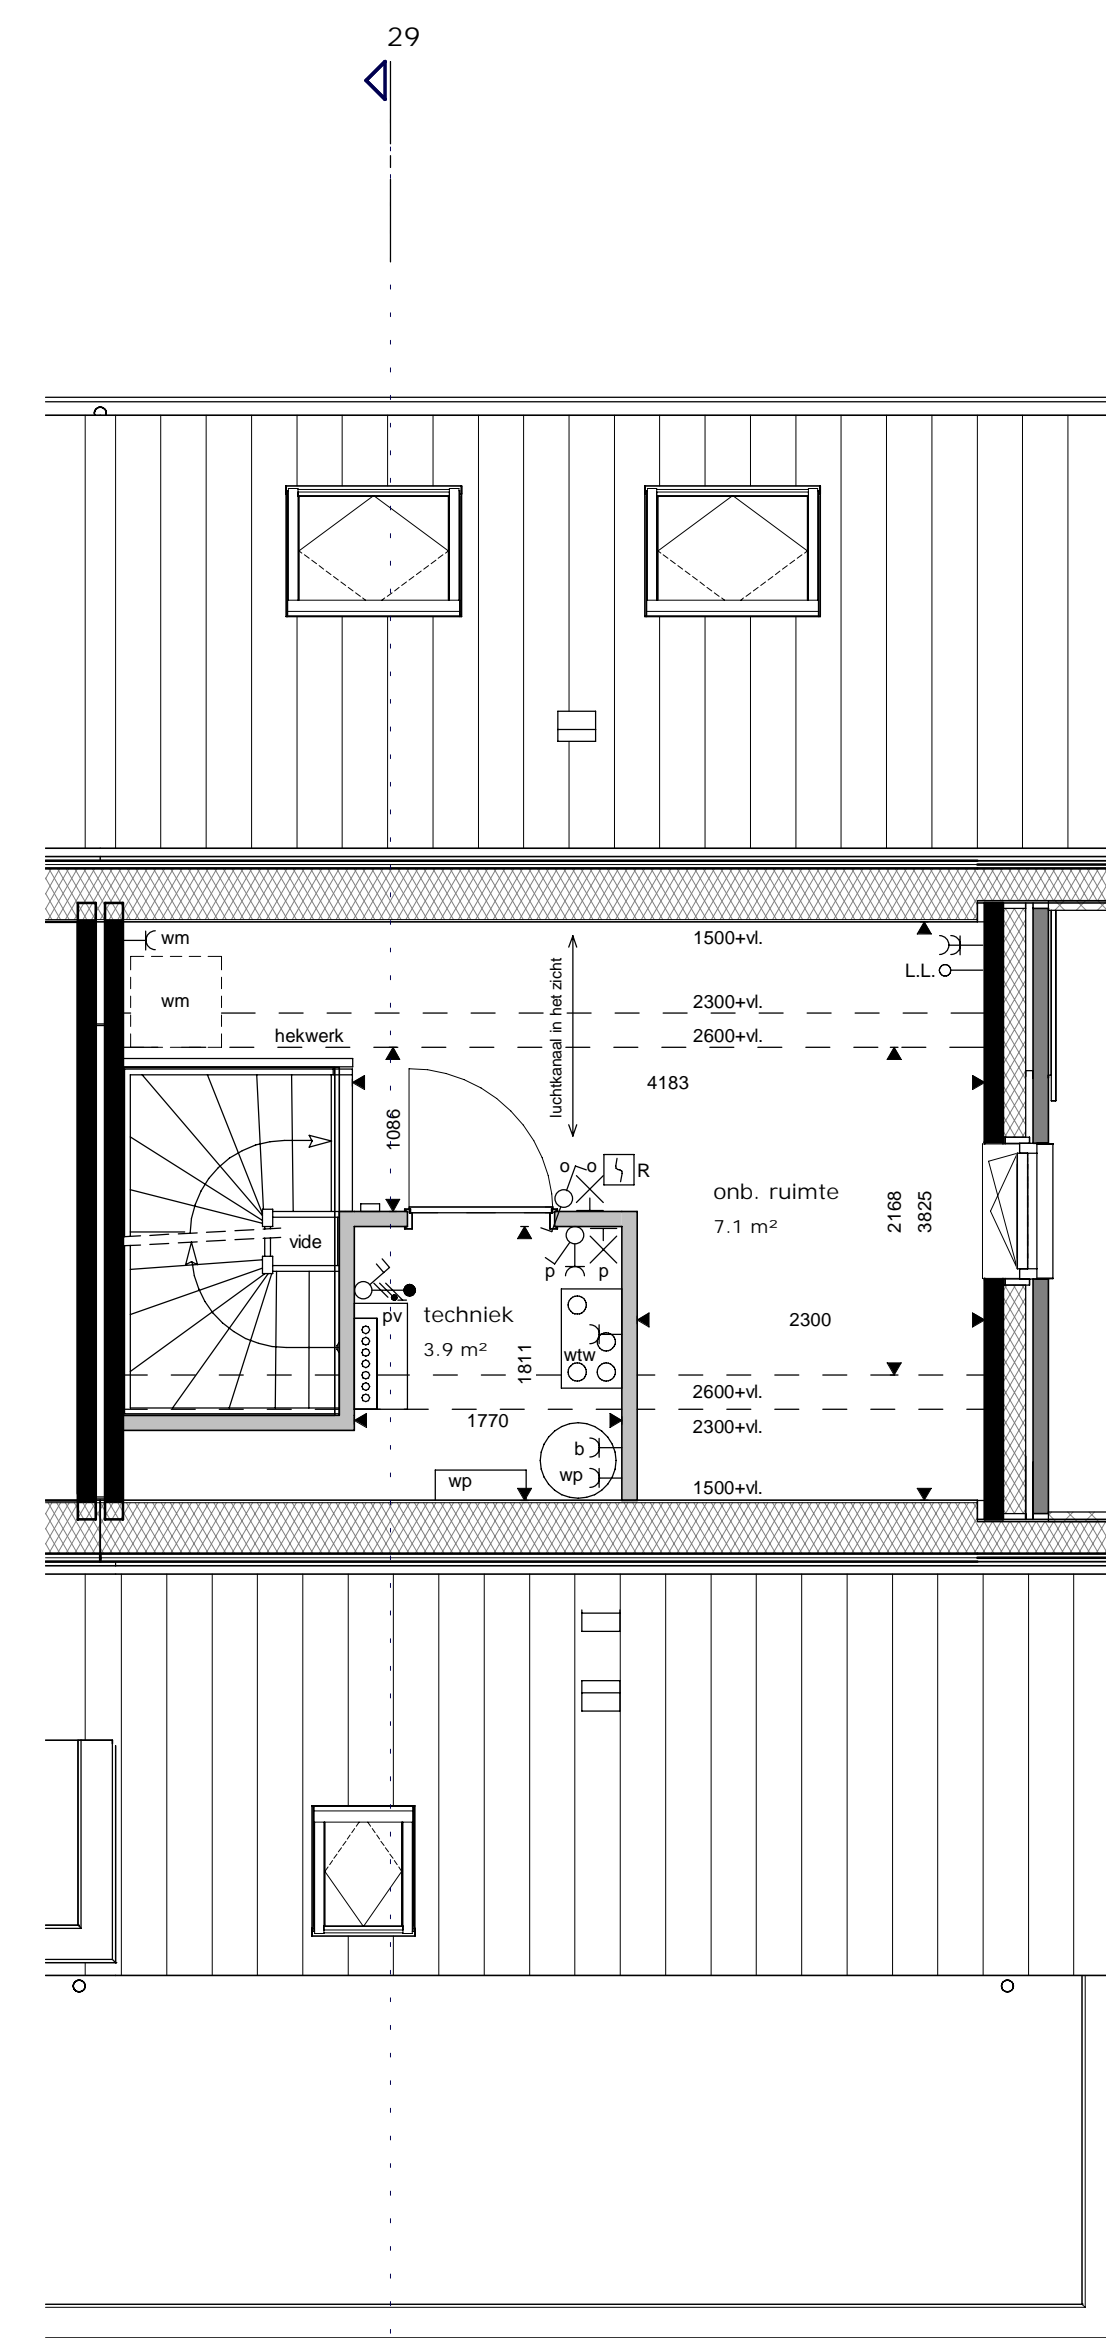 29
wm
1500+vl.
L.L.
wm
2300+vl.
hekwerk
2600+vl.
luchtkanaal in het zicht
4183
1086
o o
R
onb. ruimte
7.1 m²
2168
3825
vide
p
p
pv
techniek
3.9 m²
1811
wtw
2300
2600+vl.
1770
2300+vl.
b
wp
wp
1500+vl.